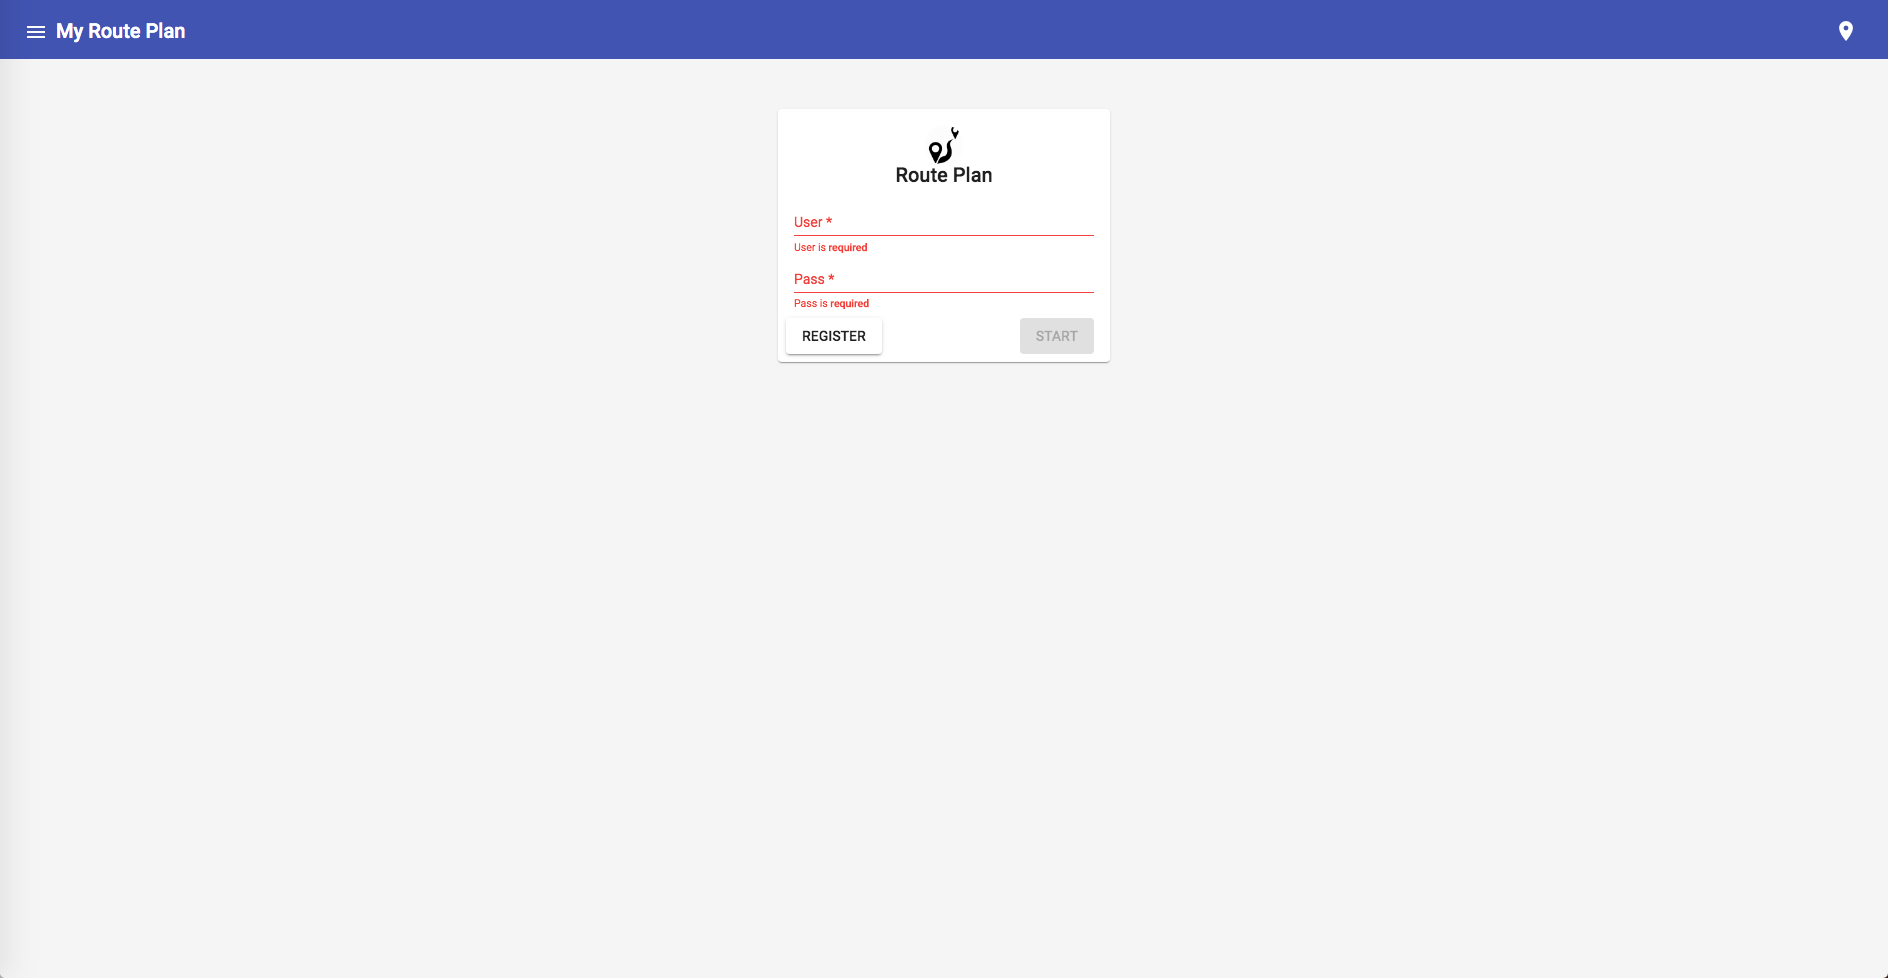 My Route Plan
Route Plan
User *
User is required
Pass *
Pass is required
REGISTER START